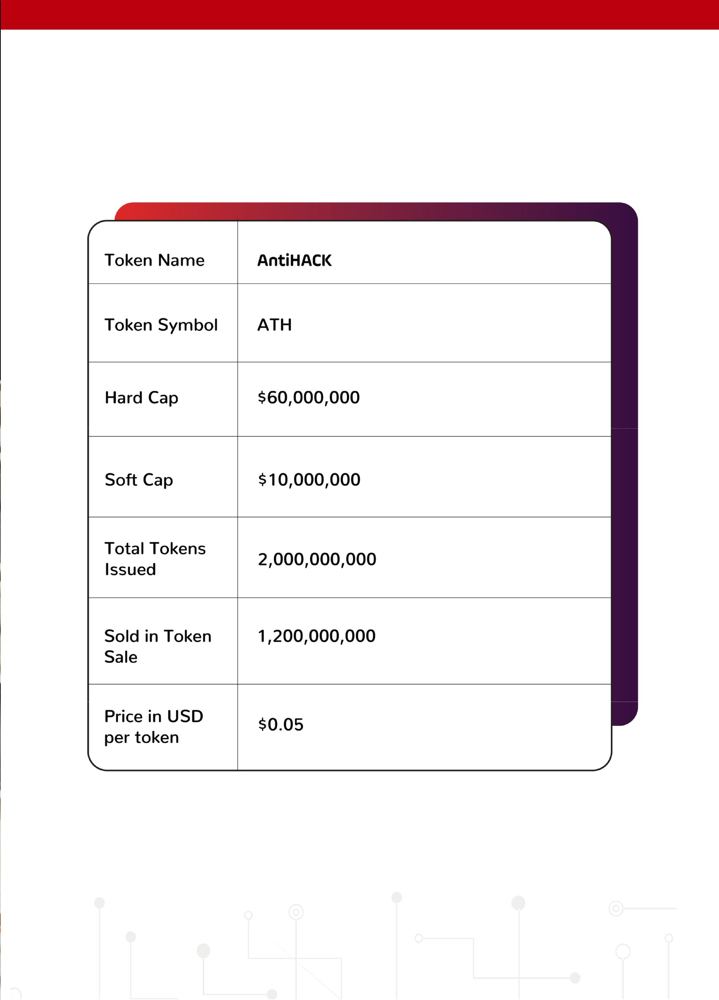 Token Name
AntiHACK
Token Symbol
ATH
Hard Cap
$60,000,000
Soft Cap
$10,000,000
Total Tokens
Issued
2,000,000,000
Sold in Token
Sale
1,200,000,000
Price in USD
per token
$0.05